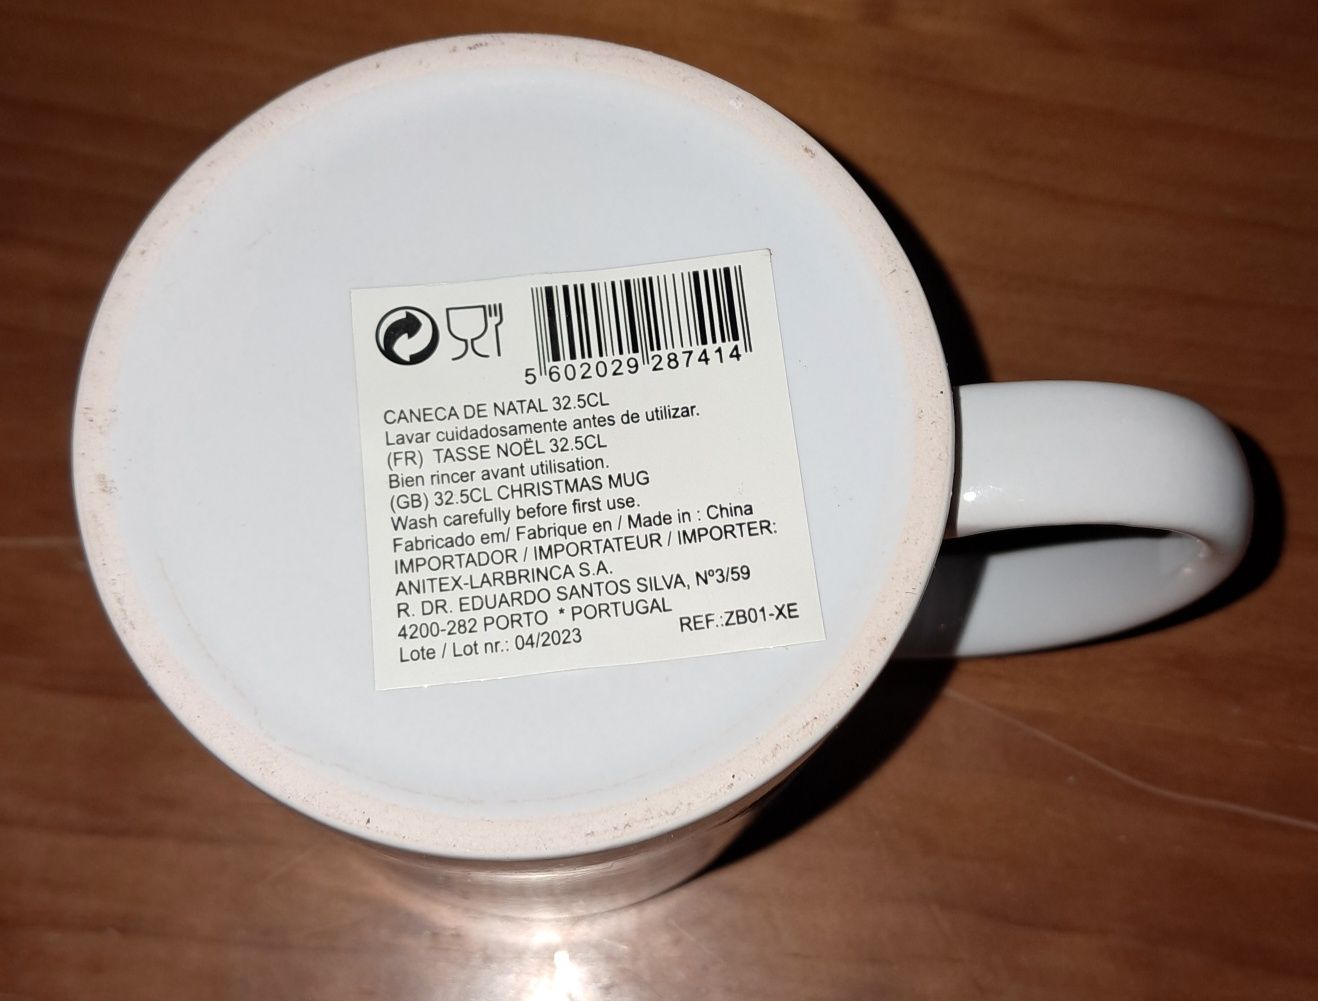 5 602029 287414
CANECA DE NATAL 32.5CL
Lavar cuidadosamente antes de utilizar.
(FR) TASSE NOËL 32.5CL
Bien rincer avant utilisation.
(GB) 32.5CL CHRISTMAS MUG
Wash carefully before first use.
Fabricado em/ Fabrique en / Made in : China
IMPORTADOR / IMPORTATEUR / IMPORTER:
ANITEX-LARBRINCA S.A.
R. DR. EDUARDO SANTOS SILVA, Nº3/59
4200-282 PORTO * PORTUGAL
Lote / Lot nr.: 04/2023 REF.:ZB01-XE